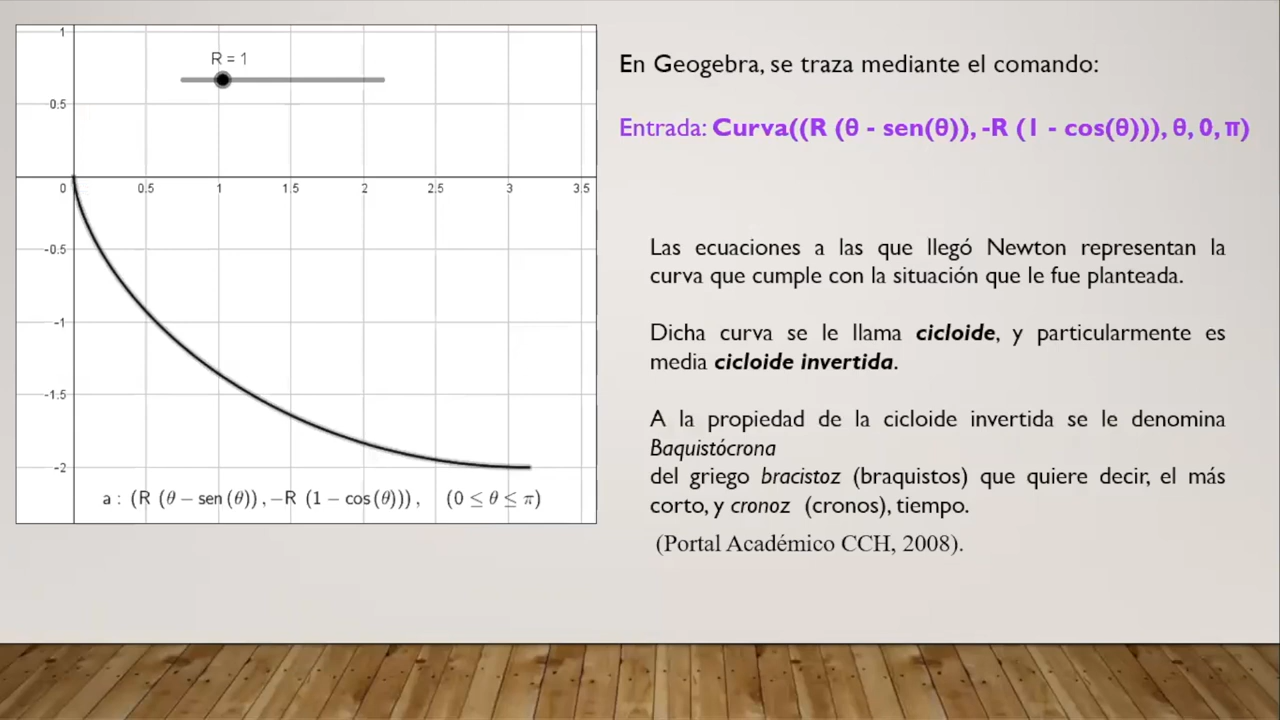 1
R = 1
0.5
0
0.5
1
1.5
2
2.5
3
3.5
-0.5
-1
-1.5
-2
a : (R (θ − sen (θ)) , −R (1 − cos (θ))) ,    (0 ≤ θ ≤ π)
En Geogebra, se traza mediante el comando:
Entrada: Curva((R (θ - sen(θ)), -R (1 - cos(θ))), θ, 0, π)
Las ecuaciones a las que llegó Newton representan la
curva que cumple con la situación que le fue planteada.
Dicha curva se le llama cicloide, y particularmente es
media cicloide invertida.
A la propiedad de la cicloide invertida se le denomina
Baquistócrona
del griego bracistoz (braquistos) que quiere decir, el más
corto, y cronoz (cronos), tiempo.
(Portal Académico CCH, 2008).